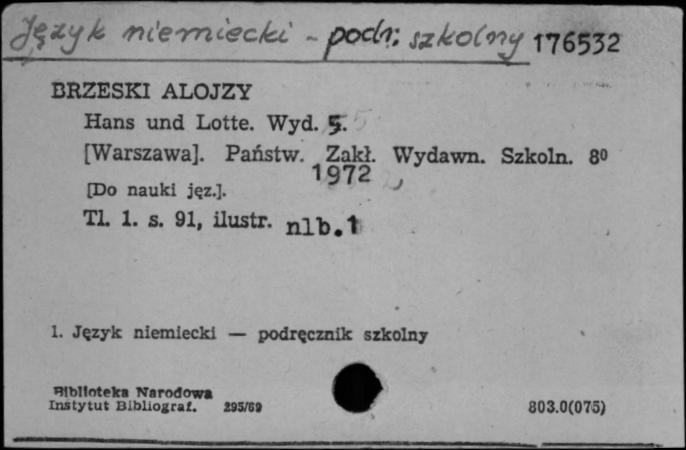 Język niemiecki - podr. szkolny 176532
BRZESKI ALOJZY
Hans und Lotte. Wyd. 5.
[Warszawa]. Państw. Zakł. Wydawn. Szkoln. 8⁰
1972
[Do nauki jęz.].
Tl. 1. s. 91, ilustr. nlb.1
1. Język niemiecki — podręcznik szkolny
Biblioteka Narodowa
Instytut Bibliograf. 295/69 803.0(075)